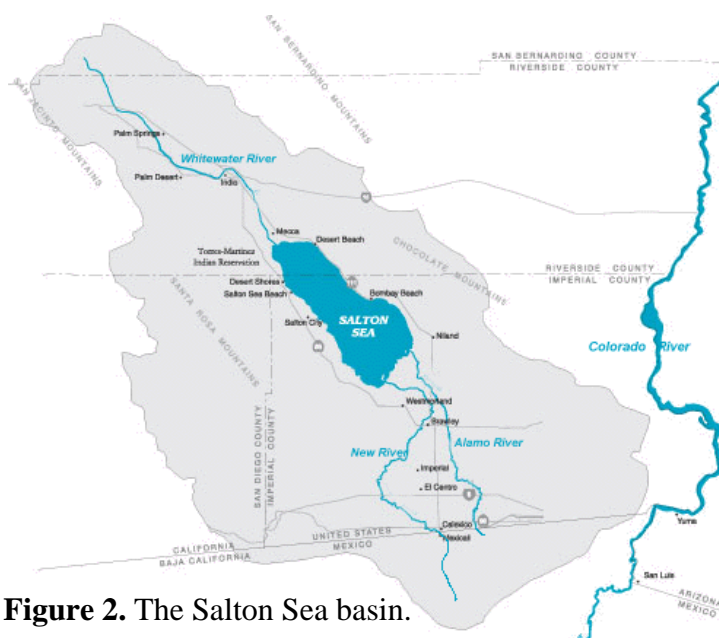 SAN BERNARDINO COUNTY
RIVERSIDE COUNTY
SAN BERNARDINO MOUNTAINS
SAN JACINTO MOUNTAINS
Palm Springs
Whitewater River
Palm Desert
Indio
Mecca
Desert Beach
Torres-Martinez
Indian Reservation
CHOCOLATE MOUNTAINS
RIVERSIDE COUNTY
IMPERIAL COUNTY
Desert Shores
Salton Sea Beach
Bombay Beach
SANTA ROSA MOUNTAINS
Salton City
SALTON
SEA
Niland
Colorado River
Westmorland
Brawley
SAN DIEGO COUNTY
IMPERIAL COUNTY
New River
Alamo River
Imperial
El Centro
Calexico
Mexicali
UNITED STATES
MEXICO
CALIFORNIA
BAJA CALIFORNIA
Yuma
San Luis
ARIZONA
MEXICO
Figure 2. The Salton Sea basin.